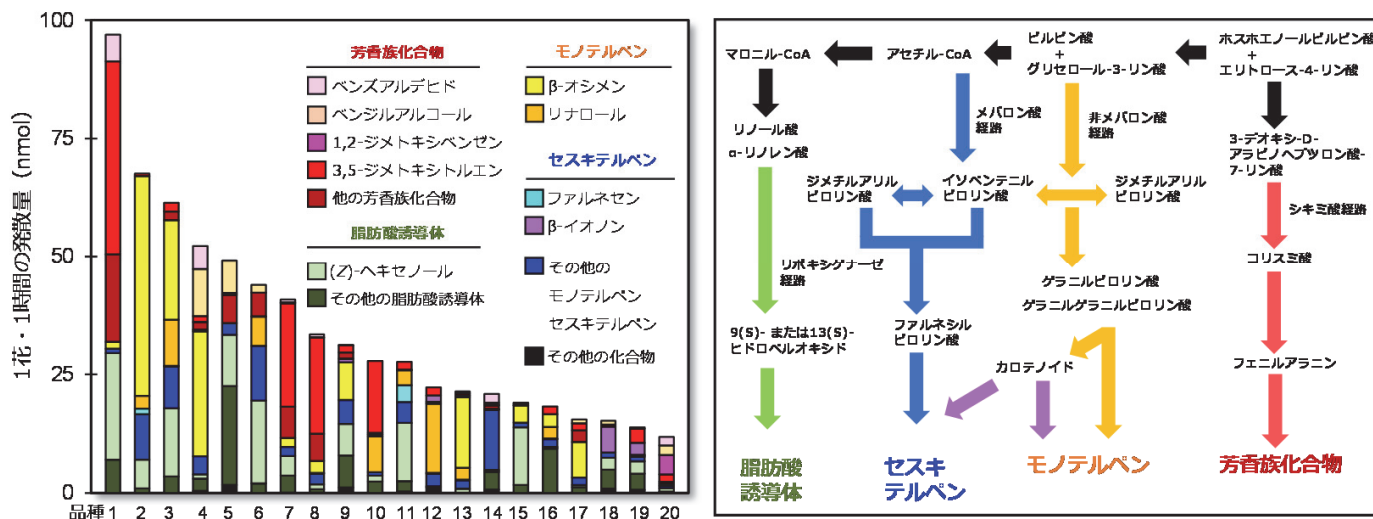 1花・1時間の発散量 (nmol)
100
75
50
25
0
品種 1 2 3 4 5 6 7 8 9 10 11 12 13 14 15 16 17 18 19 20
芳香族化合物
ベンズアルデヒド
ベンジルアルコール
1,2-ジメトキシベンゼン
3,5-ジメトキシトルエン
他の芳香族化合物
脂肪酸誘導体
(Z)-ヘキセノール
その他の脂肪酸誘導体
モノテルペン
β-オシメン
リナロール
セスキテルペン
ファルネセン
β-イオノン
その他の
モノテルペン
セスキテルペン
その他の化合物
マロニル-CoA
アセチル-CoA
ピルビン酸
+
グリセロール-3-リン酸
ホスホエノールピルビン酸
+
エリトロース-4-リン酸
リノール酸
α-リノレン酸
メバロン酸
経路
非メバロン酸
経路
3-デオキシ-D-
アラビノヘプツロン酸-
7-リン酸
ジメチルアリル
ピロリン酸
イソペンテニル
ピロリン酸
ジメチルアリル
ピロリン酸
シキミ酸経路
リポキシゲナーゼ
経路
ゲラニルピロリン酸
ゲラニルゲラニルピロリン酸
コリスミ酸
9(S)- または13(S)-
ヒドロペルオキシド
ファルネシル
ピロリン酸
カロテノイド
フェニルアラニン
脂肪酸
誘導体
セスキ
テルペン
モノテルペン
芳香族化合物